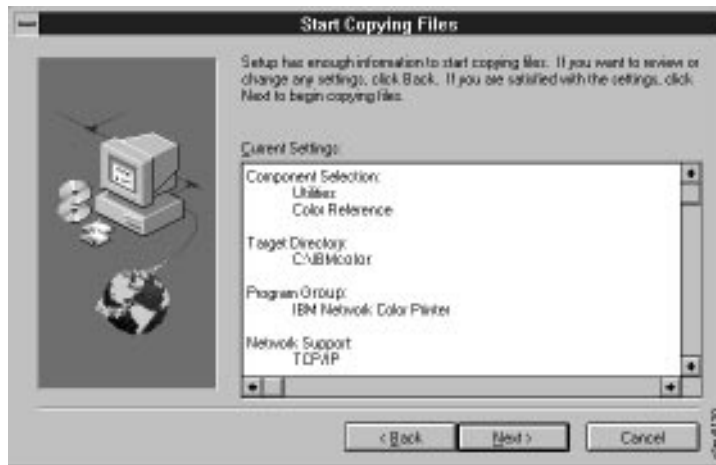 Start Copying Files
Setup has enough information to start copying files. If you want to review or
change any settings, click Back. If you are satisfied with the settings, click
Next to begin copying files.
Current Settings:
Component Selection:
Utilities
Color Reference
Target Directory:
C:\IBMcolor
Program Group:
IBM Network Color Printer
Network Support
TCP/IP
< Back
Next >
Cancel